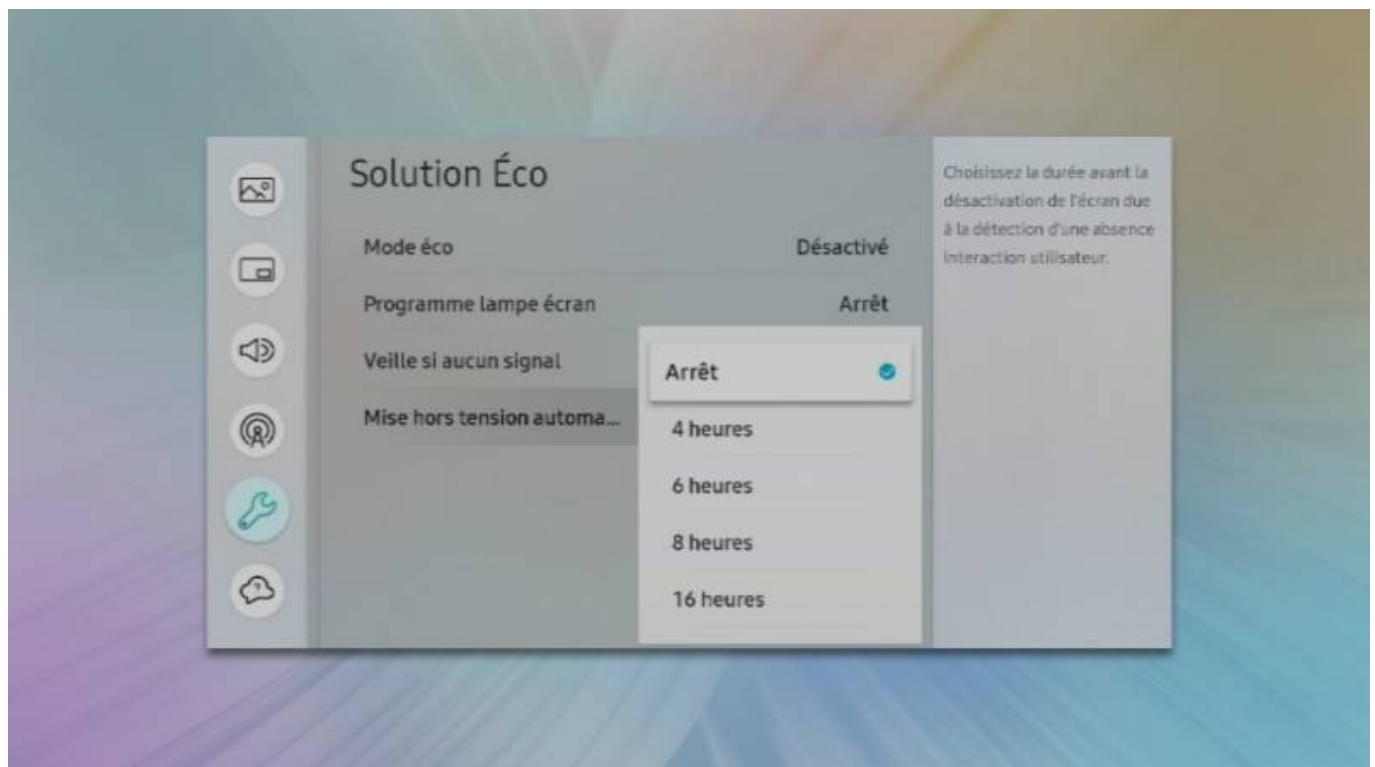 Solution Éco
Mode éco Désactivé
Programme lampe écran Arrêt
Veille si aucun signal
Mise hors tension automa...
Arrêt
4 heures
6 heures
8 heures
16 heures
Choisissez la durée avant la
désactivation de l'écran due
à la détection d'une absence
interaction utilisateur.